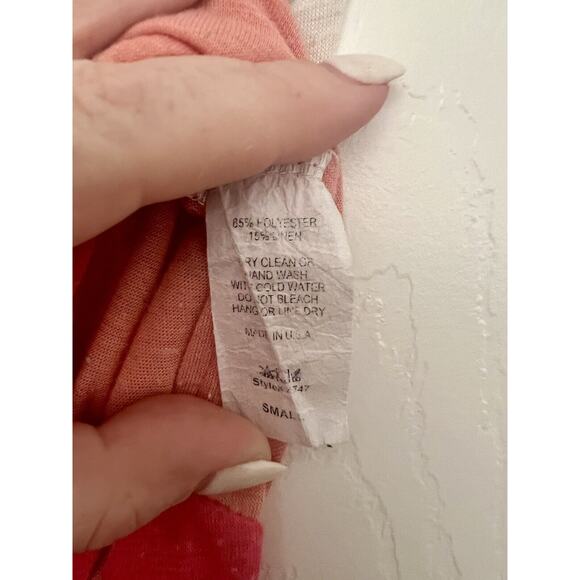 85% POLYESTER
15% LINEN
DRY CLEAN OR
HAND WASH
WITH COLD WATER
DO NOT BLEACH
HANG OR LINE DRY
MADE IN U.S.A
SMALL